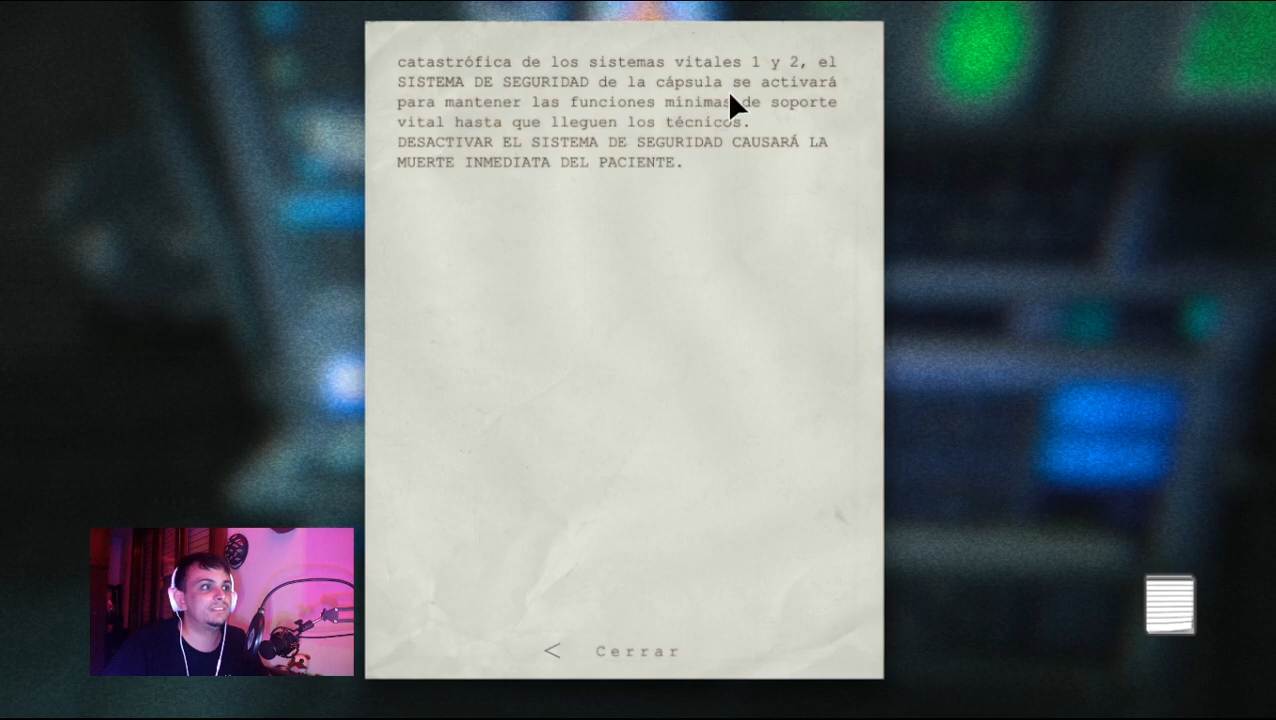 catastrófica de los sistemas vitales 1 y 2, el
SISTEMA DE SEGURIDAD de la cápsula se activará
para mantener las funciones mínimas de soporte
vital hasta que lleguen los técnicos.
DESACTIVAR EL SISTEMA DE SEGURIDAD CAUSARÁ LA
MUERTE INMEDIATA DEL PACIENTE.
< Cerrar